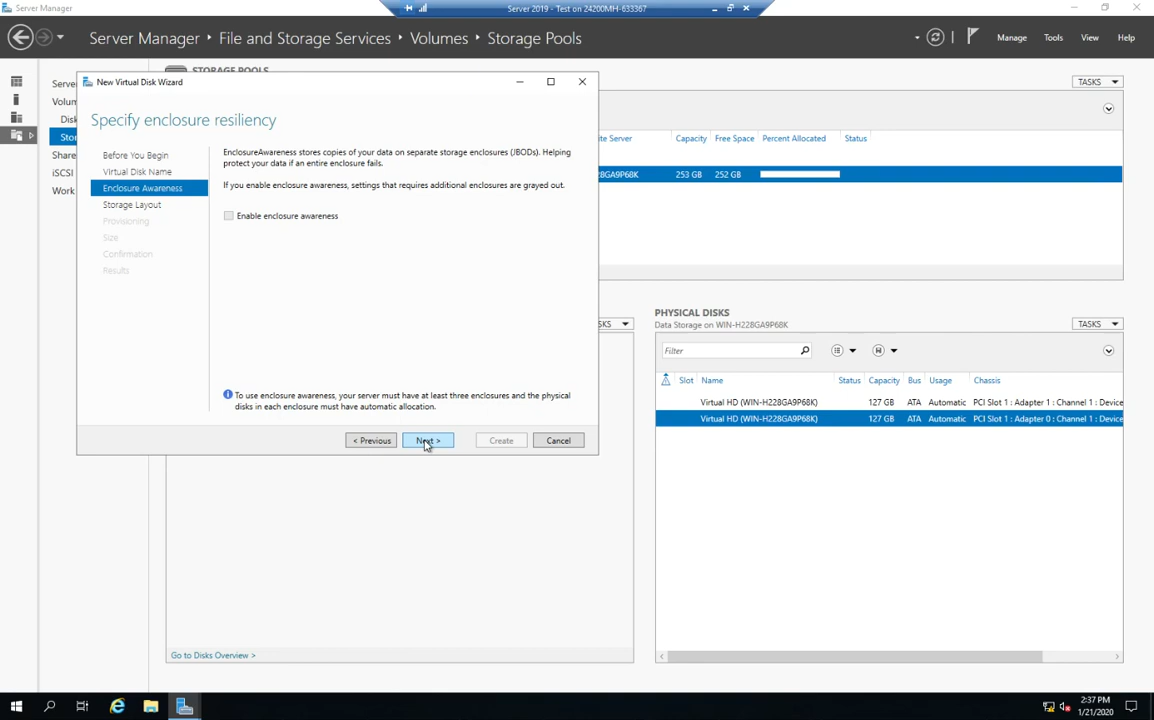 Server Manager
Server 2019 - Test on 24200MH-633367
Server Manager ‣ File and Storage Services ‣ Volumes ‣ Storage Pools
Manage Tools View Help
STORAGE POOLS
TASKS
Capacity Free Space Percent Allocated Status
253 GB 252 GB
New Virtual Disk Wizard
Specify enclosure resiliency
Before You Begin
Virtual Disk Name
Enclosure Awareness
Storage Layout
Provisioning
Size
Confirmation
Results
EnclosureAwareness stores copies of your data on separate storage enclosures (JBODs). Helping
protect your data if an entire enclosure fails.
If you enable enclosure awareness, settings that requires additional enclosures are grayed out.
Enable enclosure awareness
To use enclosure awareness, your server must have at least three enclosures and the physical
disks in each enclosure must have automatic allocation.
< Previous
Next >
Create
Cancel
Go to Disks Overview >
PHYSICAL DISKS
Data Storage on WIN-H228GA9P68K
TASKS
Filter
Slot Name Status Capacity Bus Usage Chassis
Virtual HD (WIN-H228GA9P68K) 127 GB ATA Automatic PCI Slot 1 : Adapter 1 : Channel 1 : Device
Virtual HD (WIN-H228GA9P68K) 127 GB ATA Automatic PCI Slot 1 : Adapter 0 : Channel 1 : Device
2:37 PM
1/21/2020